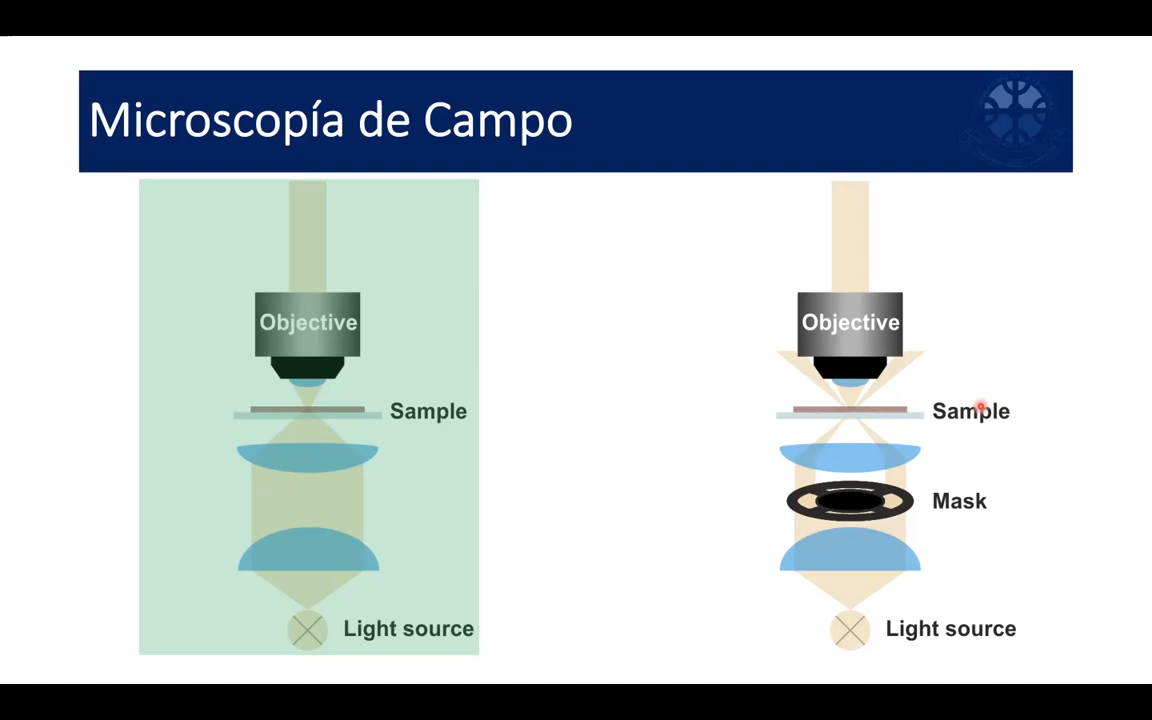 Microscopía de Campo
Objective
Sample
Light source
Objective
Sample
Mask
Light source